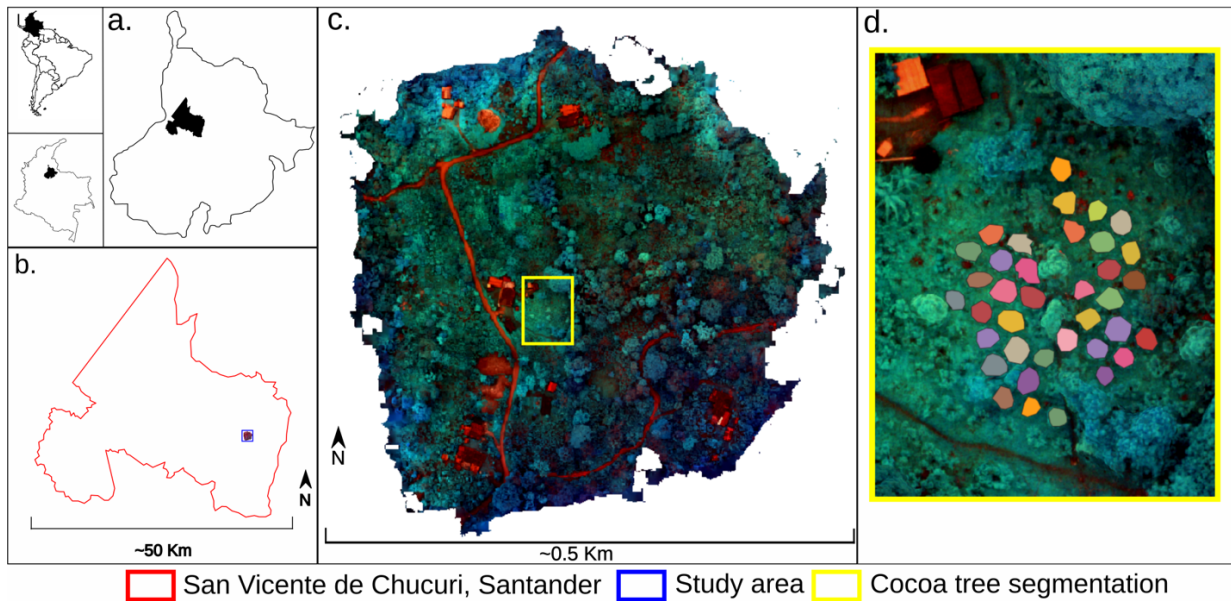 a.
b.
N
~50 Km
c.
N
~0.5 Km
d.
San Vicente de Chucuri, Santander
Study area
Cocoa tree segmentation